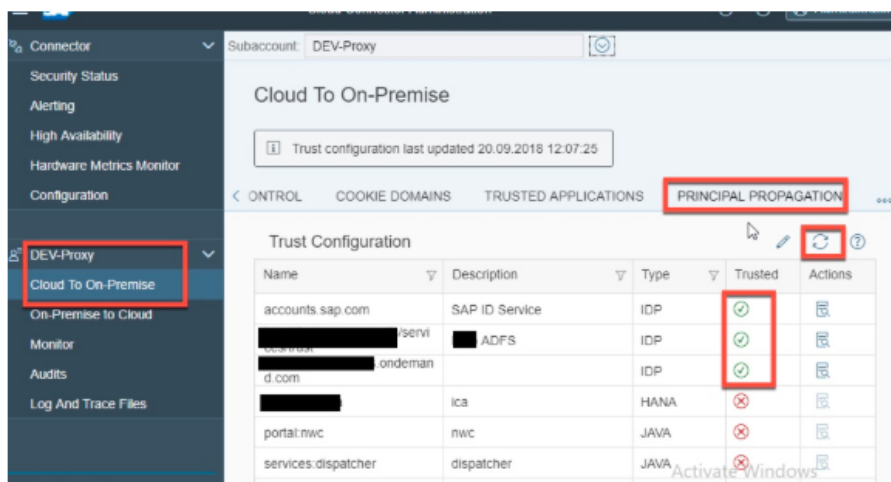 Connector
Security Status
Alerting
High Availability
Hardware Metrics Monitor
Configuration
DEV-Proxy
Cloud To On-Premise
On-Premise to Cloud
Monitor
Audits
Log And Trace Files
Subaccount: DEV-Proxy
Cloud To On-Premise
Trust configuration last updated 20.09.2018 12:07:25
ONTROL COOKIE DOMAINS TRUSTED APPLICATIONS PRINCIPAL PROPAGATION
Trust Configuration
Name Description Type Trusted Actions
accounts.sap.com SAP ID Service IDP
/servi
ADFS IDP
.ondeman
d.com IDP
ica HANA
portal:nwc nwc JAVA
services:dispatcher dispatcher JAVA
Activate Windows